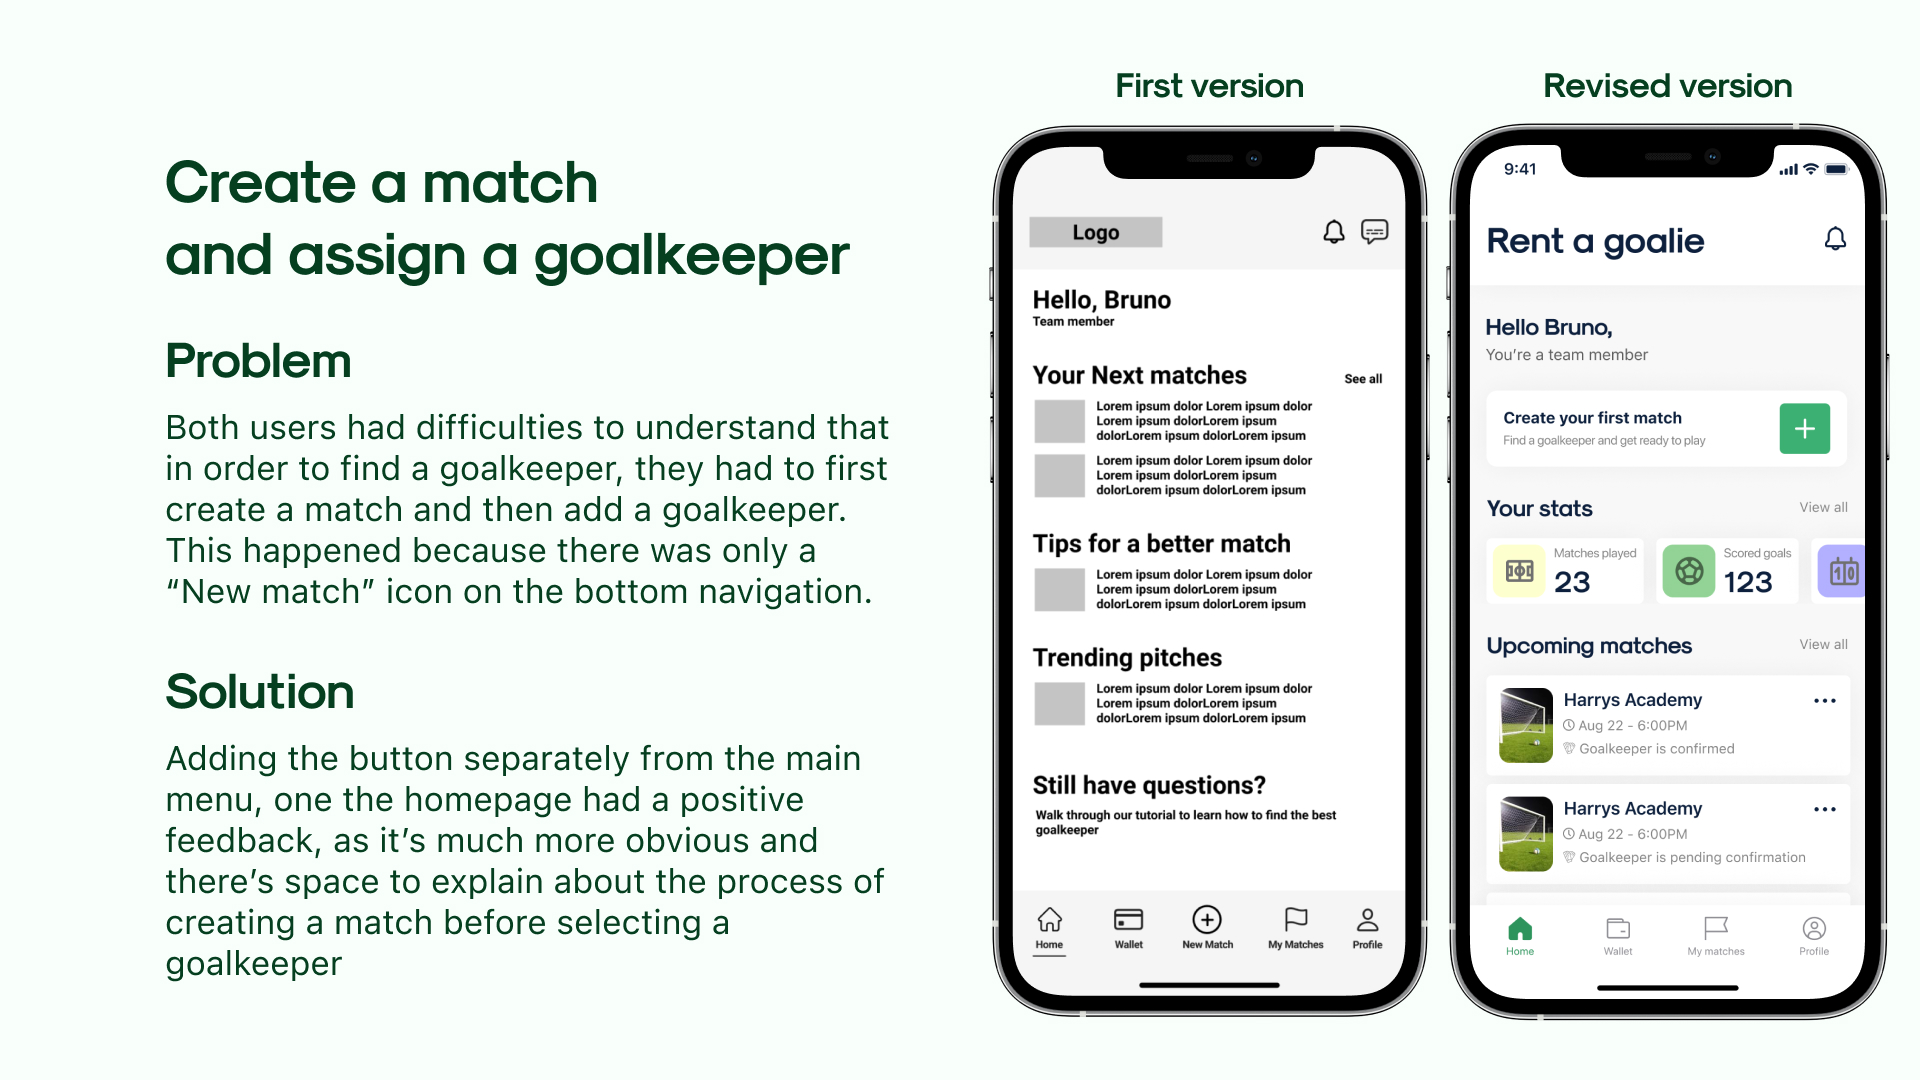 Create a match
and assign a goalkeeper
Problem
Both users had difficulties to understand that
in order to find a goalkeeper, they had to first
create a match and then add a goalkeeper.
This happened because there was only a
“New match” icon on the bottom navigation.
Solution
Adding the button separately from the main
menu, one the homepage had a positive
feedback, as it’s much more obvious and
there’s space to explain about the process of
creating a match before selecting a
goalkeeper
First version
Logo
Hello, Bruno
Team member
Your Next matches
See all
Lorem ipsum dolor Lorem ipsum dolor
Lorem ipsum dolorLorem ipsum
dolorLorem ipsum dolorLorem ipsum
Lorem ipsum dolor Lorem ipsum dolor
Lorem ipsum dolorLorem ipsum
dolorLorem ipsum dolorLorem ipsum
Tips for a better match
Lorem ipsum dolor Lorem ipsum dolor
Lorem ipsum dolorLorem ipsum
dolorLorem ipsum dolorLorem ipsum
Trending pitches
Lorem ipsum dolor Lorem ipsum dolor
Lorem ipsum dolorLorem ipsum
dolorLorem ipsum dolorLorem ipsum
Still have questions?
Walk through our tutorial to learn how to find the best
goalkeeper
Home
Wallet
New Match
My Matches
Profile
Revised version
9:41
Rent a goalie
Hello Bruno,
You’re a team member
Create your first match
Find a goalkeeper and get ready to play
Your stats
View all
Matches played
23
Scored goals
123
10
Upcoming matches
View all
Harrys Academy
Aug 22 - 6:00PM
Goalkeeper is confirmed
Harrys Academy
Aug 22 - 6:00PM
Goalkeeper is pending confirmation
Home
Wallet
My matches
Profile